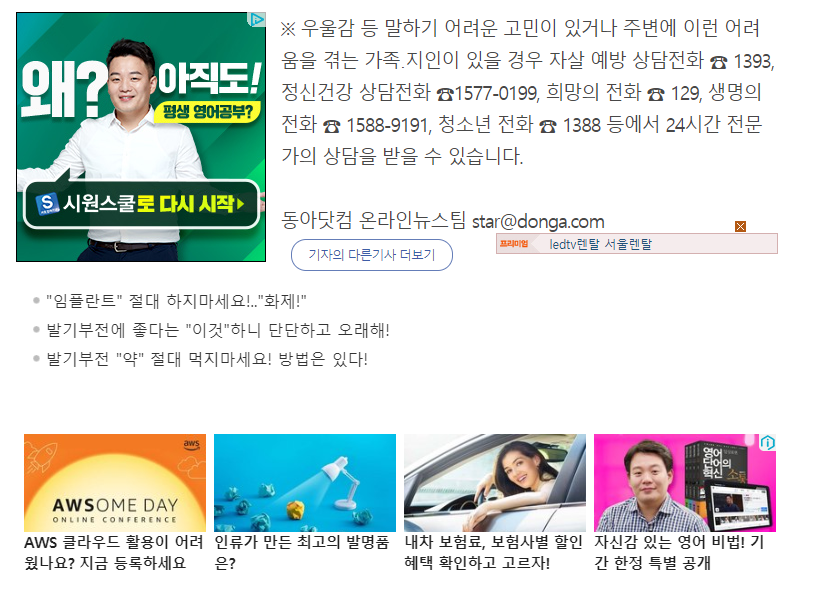 왜? 아직도!
평생 영어공부?
S 시원스쿨로 다시 시작
※ 우울감 등 말하기 어려운 고민이 있거나 주변에 이런 어려
움을 겪는 가족.지인이 있을 경우 자살 예방 상담전화 ☎ 1393,
정신건강 상담전화 ☎1577-0199, 희망의 전화 ☎ 129, 생명의
전화 ☎ 1588-9191, 청소년 전화 ☎ 1388 등에서 24시간 전문
가의 상담을 받을 수 있습니다.
동아닷컴 온라인뉴스팀 star@donga.com
프리미엄 ledtv렌탈 서울렌탈
기자의 다른기사 더보기
"임플란트" 절대 하지마세요!.."화제!"
발기부전에 좋다는 "이것"하니 단단하고 오래해!
발기부전 "약" 절대 먹지마세요! 방법은 있다!
aws
AWSOME DAY
ONLINE CONFERENCE
AWS 클라우드 활용이 어려
웠나요? 지금 등록하세요
인류가 만든 최고의 발명품
은?
내차 보험료, 보험사별 할인
혜택 확인하고 고르자!
영어
단어의
혁신
자신감 있는 영어 비법! 기
간 한정 특별 공개